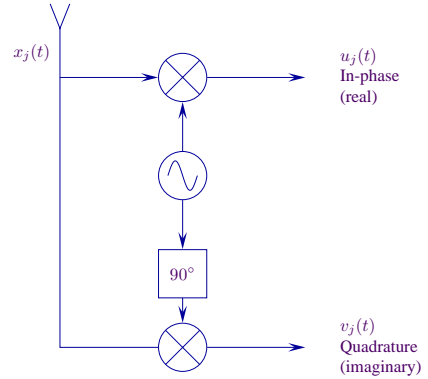 x_j(t)
u_j(t)
In-phase
(real)
90°
v_j(t)
Quadrature
(imaginary)